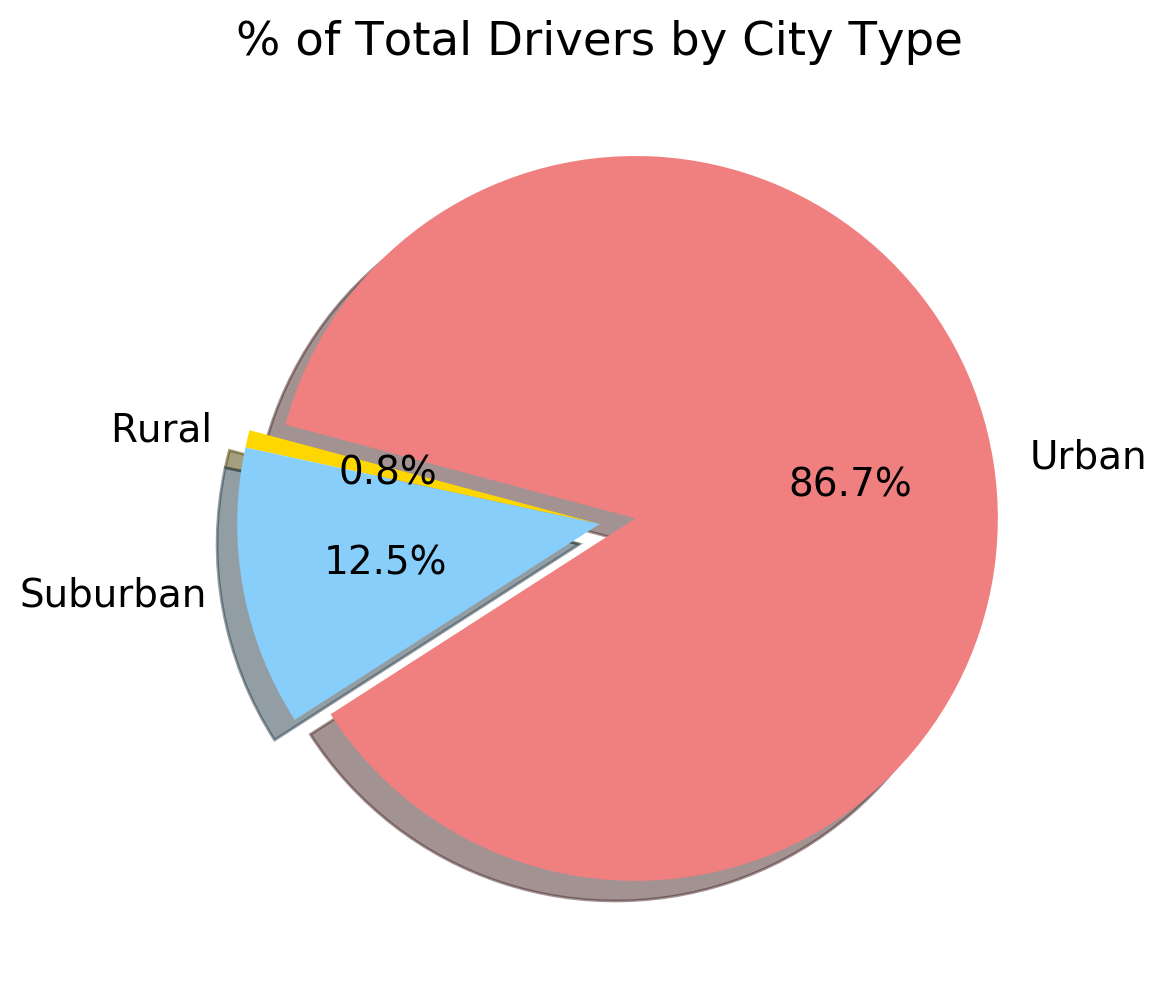 % of Total Drivers by City Type
Rural
0.8%
Urban
86.7%
12.5%
Suburban